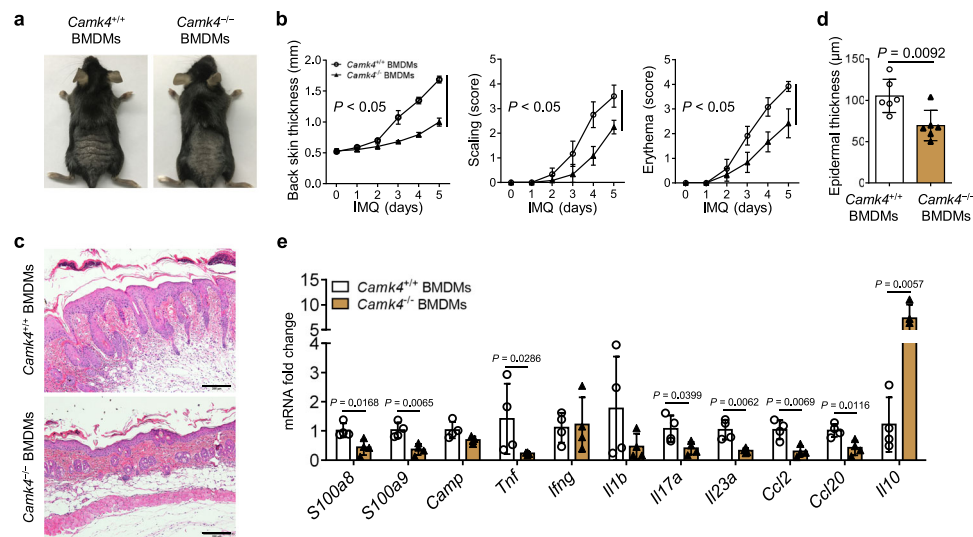 a
Camk4+/+
BMDMs
Camk4−/−
BMDMs
b
Back skin thickness (mm)
2.0
1.5
1.0
0.5
0.0
Camk4+/+ BMDMs
Camk4-/- BMDMs
P < 0.05
0 1 2 3 4 5
IMQ (days)
Scaling (score)
5
4
3
2
1
0
P < 0.05
0 1 2 3 4 5
IMQ (days)
Erythema (score)
5
4
3
2
1
0
P < 0.05
0 1 2 3 4 5
IMQ (days)
d
Epidermal thickness (µm)
P = 0.0092
150
100
50
0
Camk4+/+
BMDMs
Camk4−/−
BMDMs
c
Camk4+/+ BMDMs
Camk4−/− BMDMs
e
mRNA fold change
15
10
5
4
3
2
1
0
Camk4+/+ BMDMs
Camk4−/− BMDMs
P = 0.0168
P = 0.0065
P = 0.0286
P = 0.0399
P = 0.0062
P = 0.0069
P = 0.0116
P = 0.0057
S100a8
S100a9
Camp
Tnf
Ifng
Il1b
Il17a
Il23a
Ccl2
Ccl20
Il10